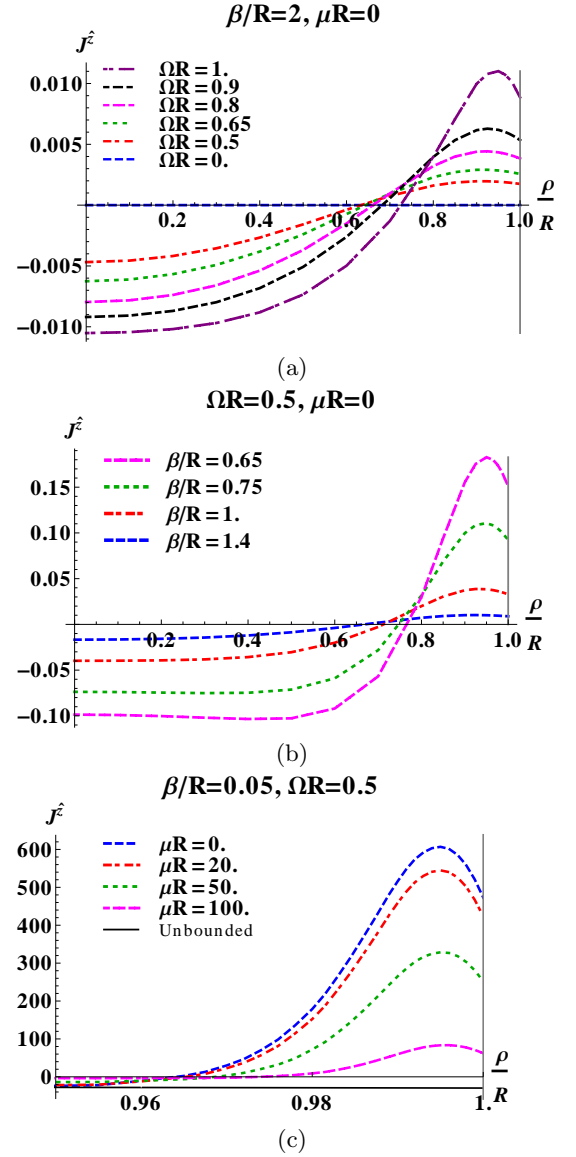 β/R=2, μR=0
J^ẑ
0.010
0.005
−0.005
−0.010
ΩR=1.
ΩR=0.9
ΩR=0.8
ΩR=0.65
ΩR=0.5
ΩR=0.
0.2 0.4 0.6 0.8 1.0
ρ/R
(a)
ΩR=0.5, μR=0
J^ẑ
0.15
0.10
0.05
−0.05
−0.10
β/R=0.65
β/R=0.75
β/R=1.
β/R=1.4
0.2 0.4 0.6 0.8 1.0
ρ/R
(b)
β/R=0.05, ΩR=0.5
J^ẑ
600
500
400
300
200
100
0
μR=0.
μR=20.
μR=50.
μR=100.
Unbounded
0.96 0.98 1.
ρ/R
(c)